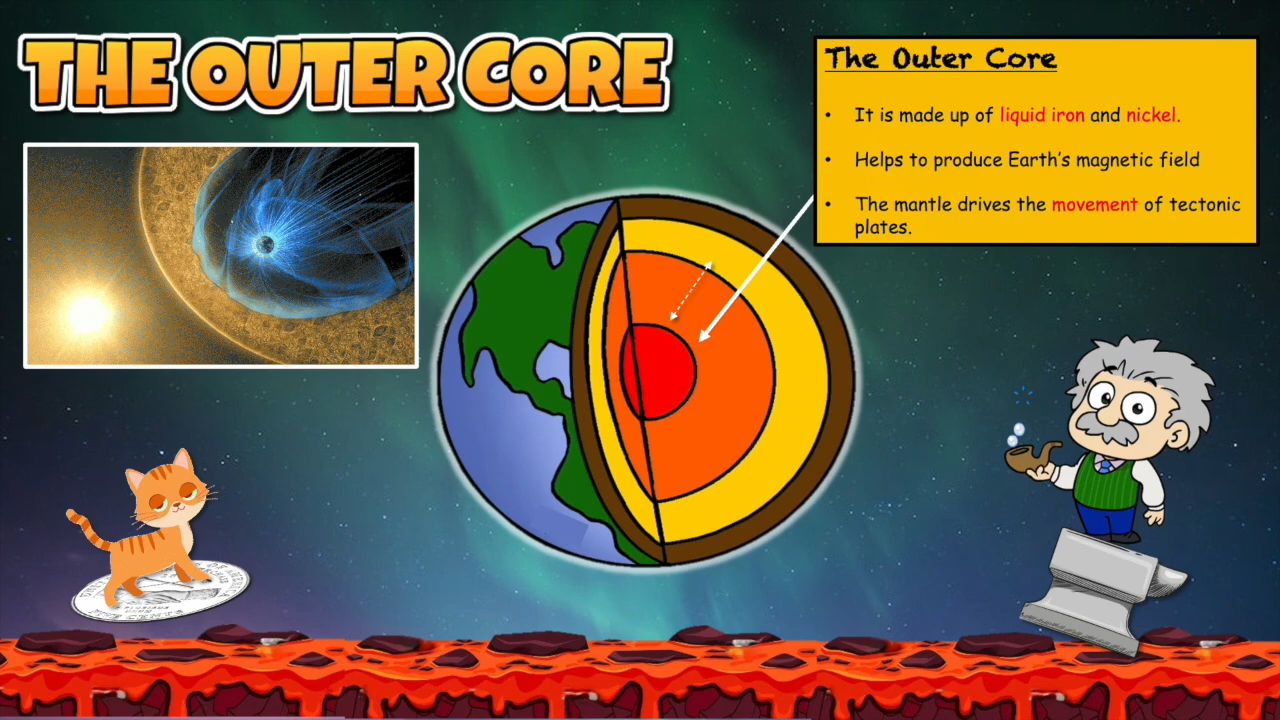 THE OUTER CORE
The Outer Core
• It is made up of liquid iron and nickel.
• Helps to produce Earth's magnetic field
• The mantle drives the movement of tectonic
plates.